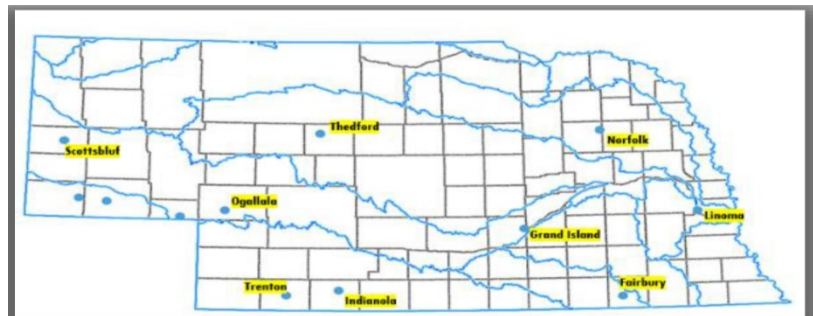 Thedford
Norfolk
Scottsbluf
Ogallala
Linoma
Grand Island
Trenton
Indianola
Fairbury